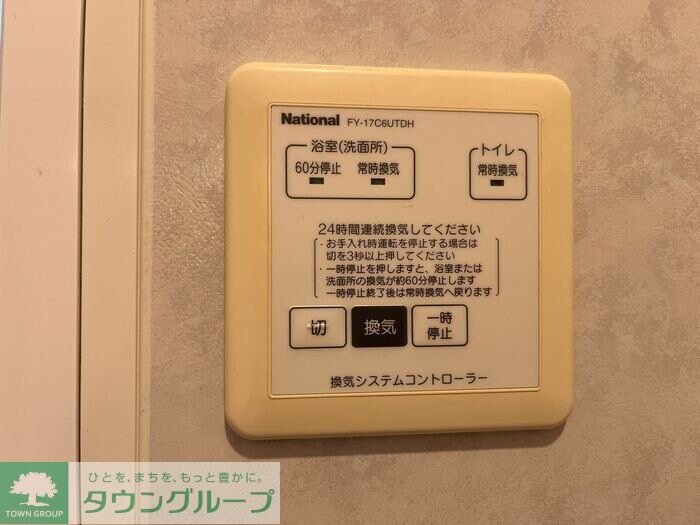 National FY-17C6UTDH
浴室(洗面所)
60分停止 常時換気
トイレ
常時換気
24時間連続換気してください
・お手入れ時運転を停止する場合は
切を3秒以上押してください
・一時停止を押しますと、浴室または
洗面所の換気が約60分停止します
一時停止終了後は常時換気へ戻ります
切
換気
一時
停止
換気システムコントローラー
TOWN GROUP
ひとを、まちを、もっと豊かに。
タウングループ